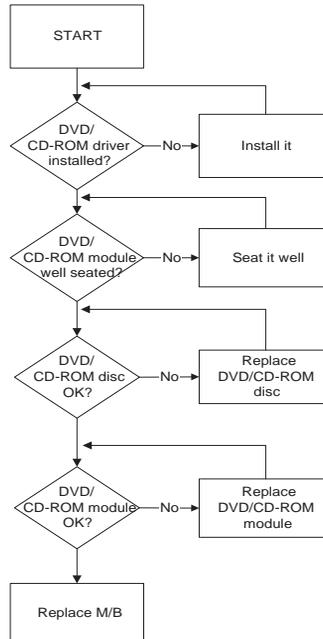 START
DVD/
CD-ROM driver
installed?
No
Install it
DVD/
CD-ROM module
well seated?
No
Seat it well
DVD/
CD-ROM disc
OK?
No
Replace
DVD/CD-ROM
disc
DVD/
CD-ROM module
OK?
No
Replace
DVD/CD-ROM
module
Replace M/B